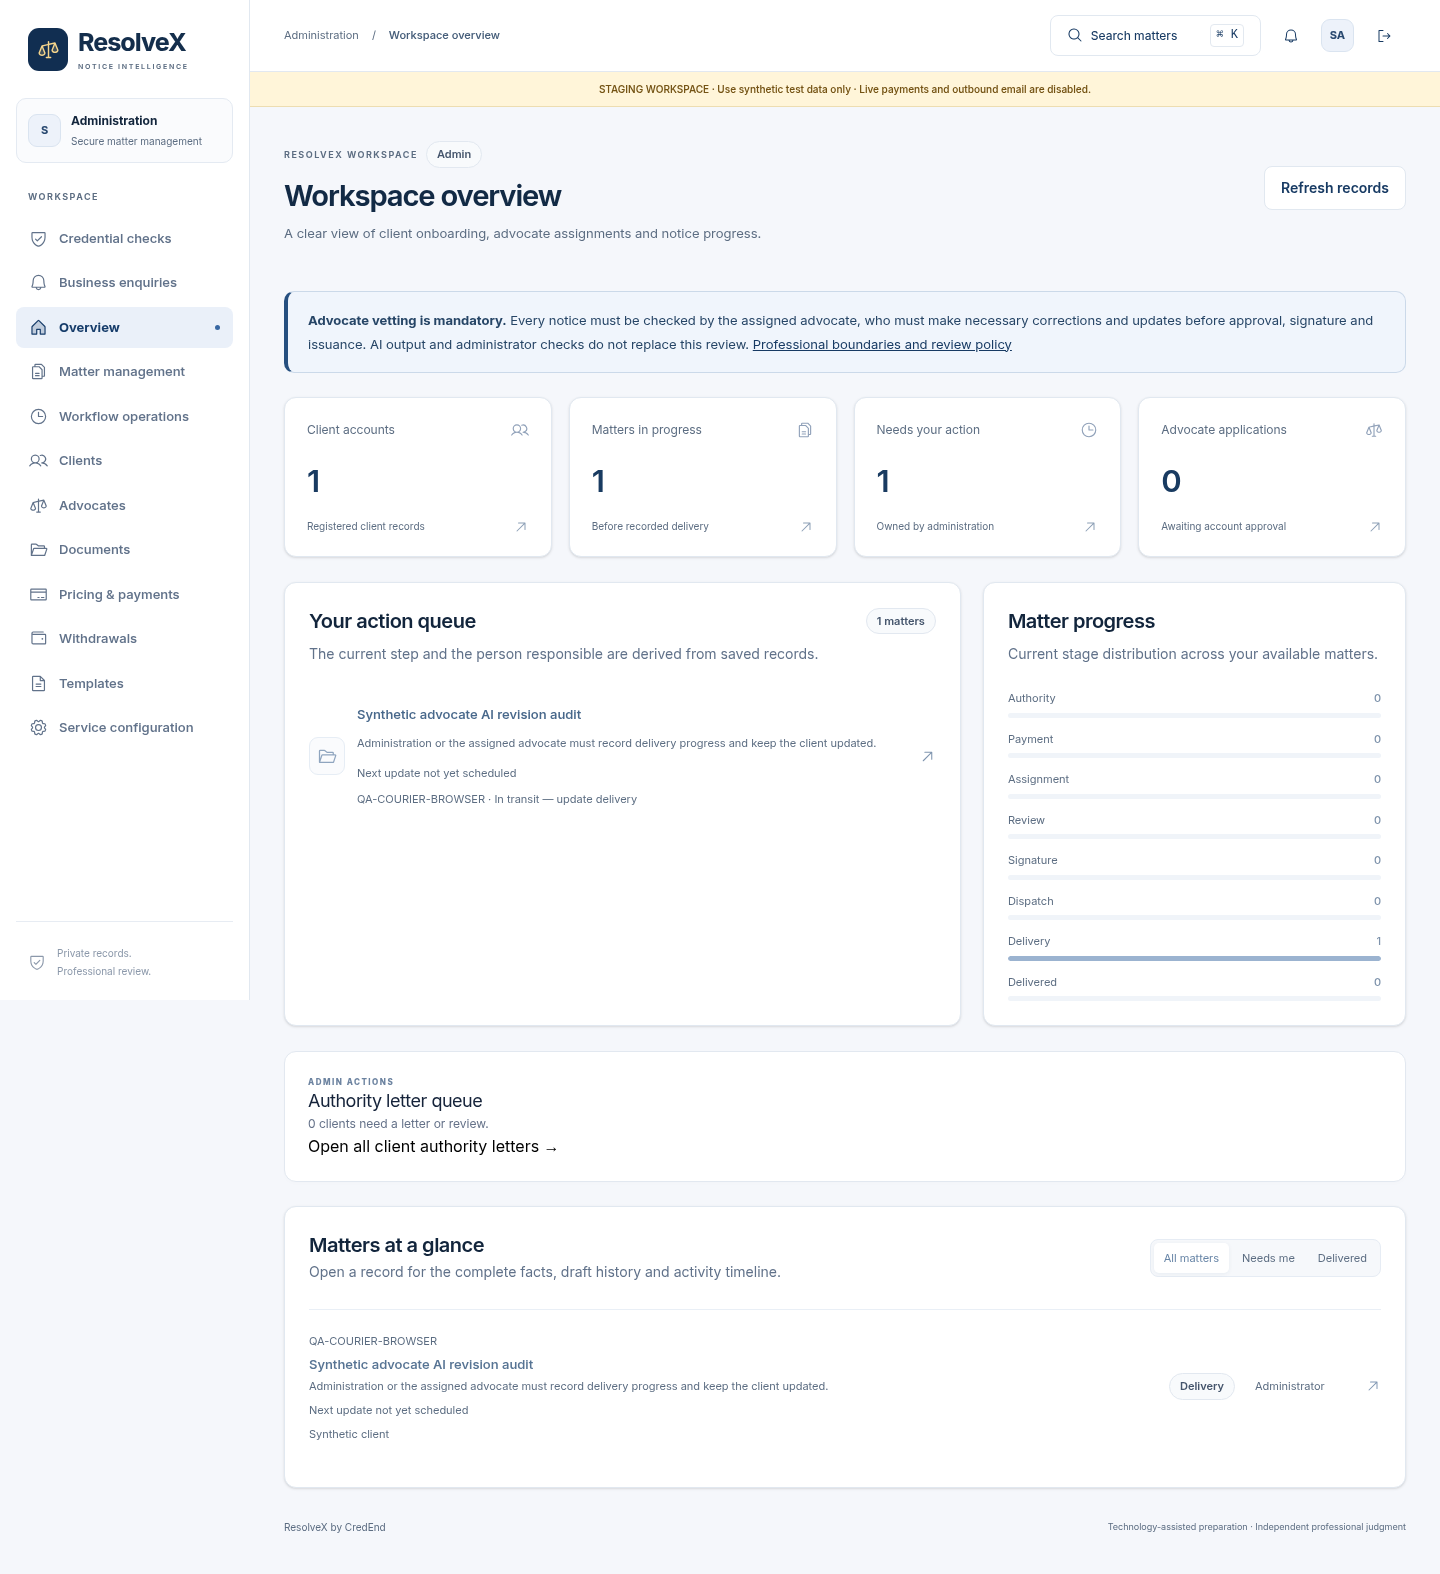 ResolveX
NOTICE INTELLIGENCE
S
Administration
Secure matter management
WORKSPACE
Credential checks
Business enquiries
Overview
Matter management
Workflow operations
Clients
Advocates
Documents
Pricing & payments
Withdrawals
Templates
Service configuration
Private records.
Professional review.
Administration / Workspace overview
Search matters ⌘ K
SA
STAGING WORKSPACE · Use synthetic test data only · Live payments and outbound email are disabled.
RESOLVEX WORKSPACE Admin
Workspace overview
A clear view of client onboarding, advocate assignments and notice progress.
Refresh records
Advocate vetting is mandatory. Every notice must be checked by the assigned advocate, who must make necessary corrections and updates before approval, signature and
issuance. AI output and administrator checks do not replace this review. Professional boundaries and review policy
Client accounts
1
Registered client records
Matters in progress
1
Before recorded delivery
Needs your action
1
Owned by administration
Advocate applications
0
Awaiting account approval
Your action queue
1 matters
The current step and the person responsible are derived from saved records.
Synthetic advocate AI revision audit
Administration or the assigned advocate must record delivery progress and keep the client updated.
Next update not yet scheduled
QA-COURIER-BROWSER · In transit — update delivery
Matter progress
Current stage distribution across your available matters.
Authority 0
Payment 0
Assignment 0
Review 0
Signature 0
Dispatch 0
Delivery 1
Delivered 0
ADMIN ACTIONS
Authority letter queue
0 clients need a letter or review.
Open all client authority letters →
Matters at a glance
Open a record for the complete facts, draft history and activity timeline.
All matters Needs me Delivered
QA-COURIER-BROWSER
Synthetic advocate AI revision audit
Administration or the assigned advocate must record delivery progress and keep the client updated.
Next update not yet scheduled
Synthetic client
Delivery Administrator
ResolveX by CredEnd
Technology-assisted preparation · Independent professional judgment